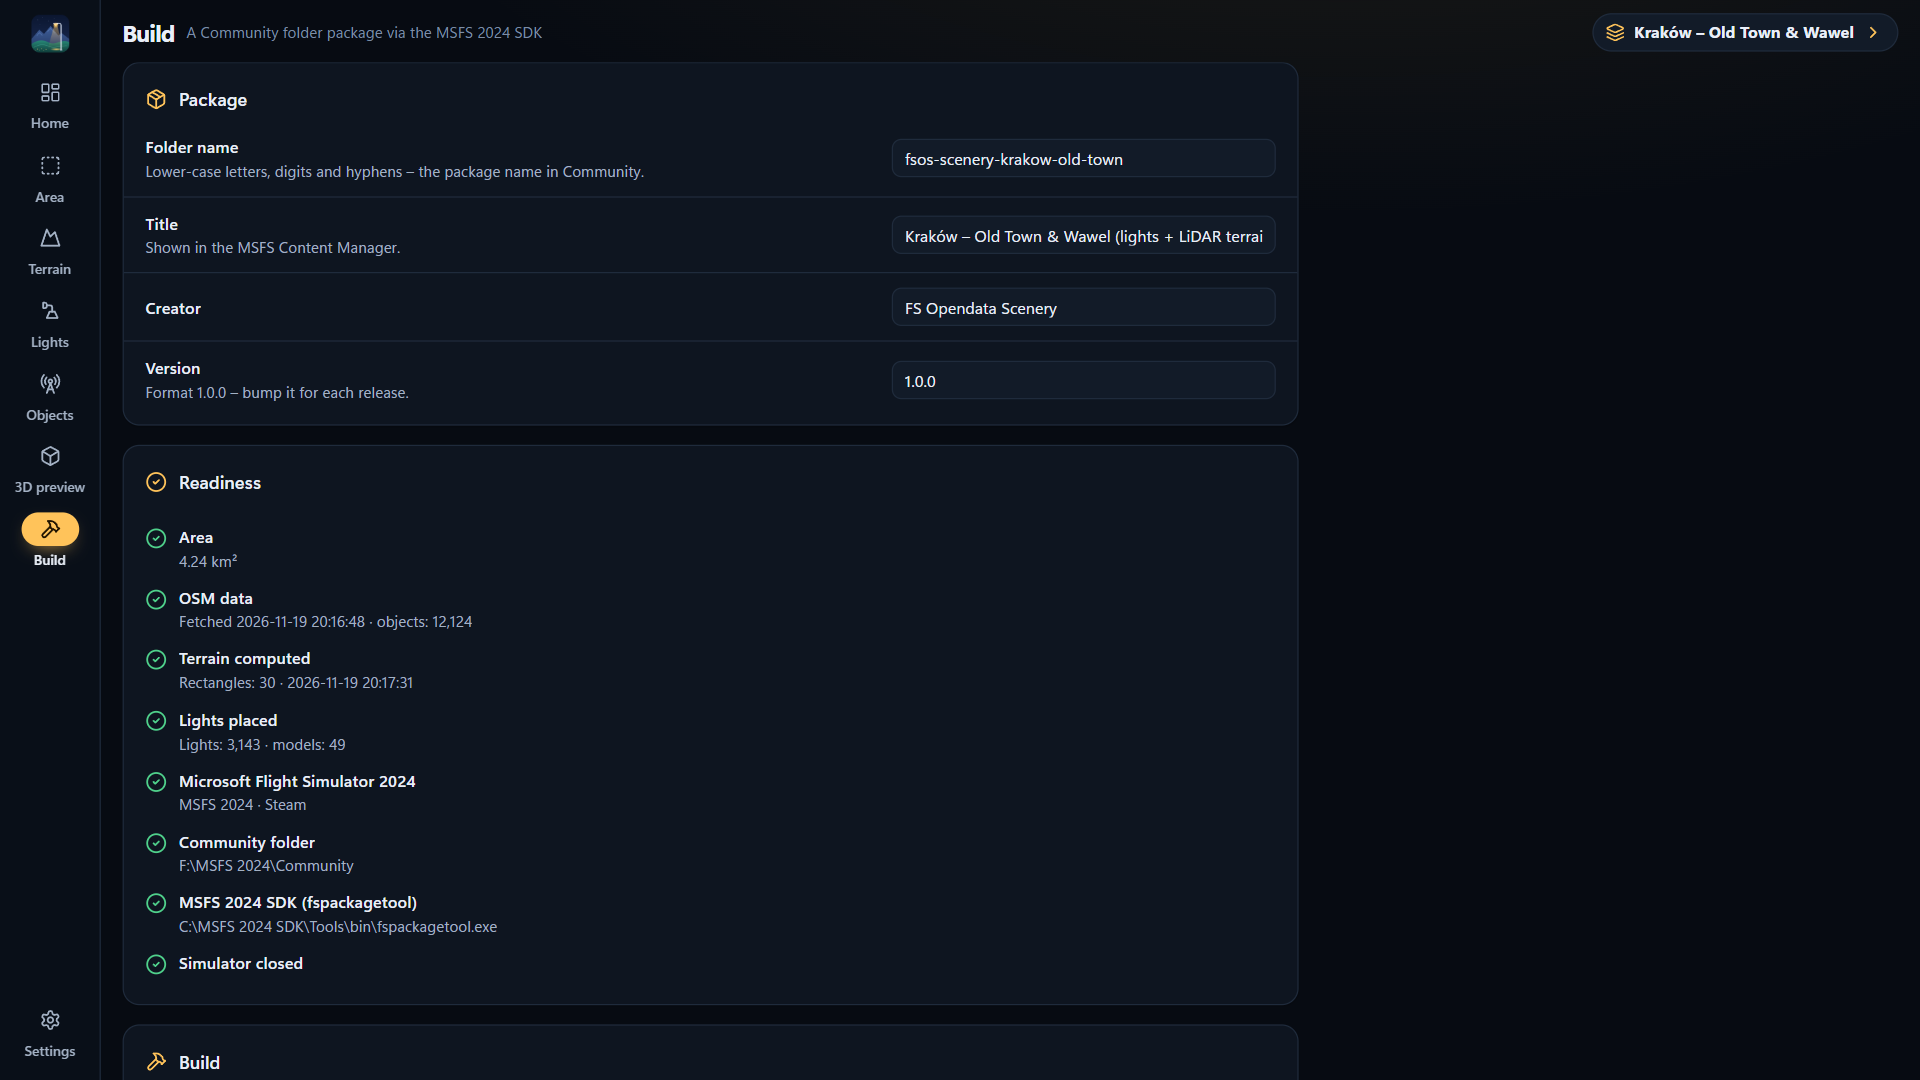 Build A Community folder package via the MSFS 2024 SDK
Kraków – Old Town & Wawel
Home
Area
Terrain
Lights
Objects
3D preview
Build
Settings
Package
Folder name
Lower-case letters, digits and hyphens – the package name in Community.
fsos-scenery-krakow-old-town
Title
Shown in the MSFS Content Manager.
Kraków – Old Town & Wawel (lights + LiDAR terrai
Creator
FS Opendata Scenery
Version
Format 1.0.0 – bump it for each release.
1.0.0
Readiness
Area
4.24 km²
OSM data
Fetched 2026-11-19 20:16:48 · objects: 12,124
Terrain computed
Rectangles: 30 · 2026-11-19 20:17:31
Lights placed
Lights: 3,143 · models: 49
Microsoft Flight Simulator 2024
MSFS 2024 · Steam
Community folder
F:\MSFS 2024\Community
MSFS 2024 SDK (fspackagetool)
C:\MSFS 2024 SDK\Tools\bin\fspackagetool.exe
Simulator closed
Build